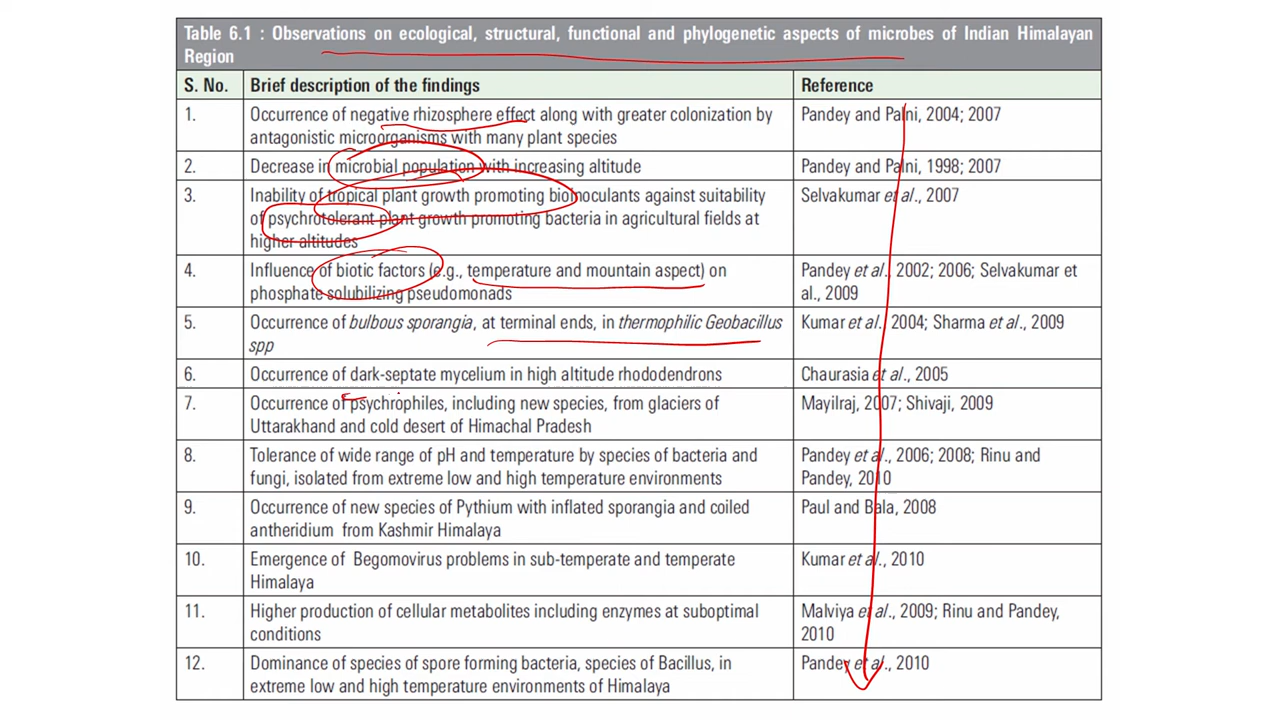 Table 6.1 : Observations on ecological, structural, functional and phylogenetic aspects of microbes of Indian Himalayan
Region
S. No. Brief description of the findings Reference
1. Occurrence of negative rhizosphere effect along with greater colonization by Pandey and Palni, 2004; 2007
antagonistic microorganisms with many plant species
2. Decrease in microbial population with increasing altitude Pandey and Palni, 1998; 2007
3. Inability of tropical plant growth promoting bioinoculants against suitability Selvakumar et al., 2007
of psychrotolerant plant growth promoting bacteria in agricultural fields at
higher altitudes
4. Influence of biotic factors (e.g., temperature and mountain aspect) on Pandey et al., 2002; 2006; Selvakumar et
phosphate solubilizing pseudomonads al., 2009
5. Occurrence of bulbous sporangia, at terminal ends, in thermophilic Geobacillus Kumar et al., 2004; Sharma et al., 2009
spp
6. Occurrence of dark-septate mycelium in high altitude rhododendrons Chaurasia et al., 2005
7. Occurrence of psychrophiles, including new species, from glaciers of Mayilraj, 2007; Shivaji, 2009
Uttarakhand and cold desert of Himachal Pradesh
8. Tolerance of wide range of pH and temperature by species of bacteria and Pandey et al., 2006; 2008; Rinu and
fungi, isolated from extreme low and high temperature environments Pandey, 2010
9. Occurrence of new species of Pythium with inflated sporangia and coiled Paul and Bala, 2008
antheridium from Kashmir Himalaya
10. Emergence of Begomovirus problems in sub-temperate and temperate Kumar et al., 2010
Himalaya
11. Higher production of cellular metabolites including enzymes at suboptimal Malviya et al., 2009; Rinu and Pandey,
conditions 2010
12. Dominance of species of spore forming bacteria, species of Bacillus, in Pandey et al., 2010
extreme low and high temperature environments of Himalaya